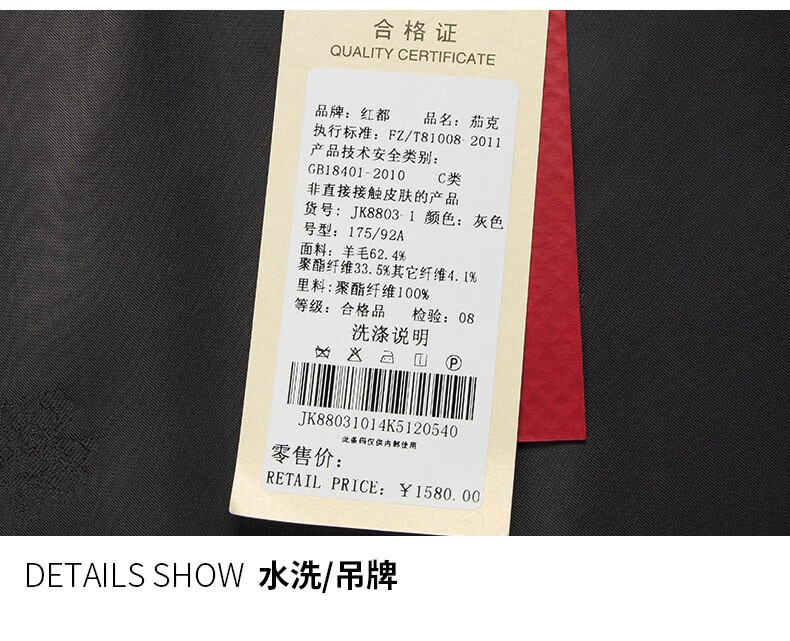 合格证
QUALITY CERTIFICATE
品牌：红都 品名：茄克
执行标准：FZ/T81008-2011
产品技术安全类别：
GB18401-2010 C类
非直接接触皮肤的产品
货号：JK8803-1 颜色：灰色
号型：175/92A
面料：羊毛62.4%
聚酯纤维33.5%其它纤维4.1%
里料：聚酯纤维100%
等级：合格品 检验：08
洗涤说明
P
JK88031014K5120540
此条码仅供内部使用
零售价：
RETAIL PRICE：￥1580.00
DETAILS SHOW 水洗/吊牌